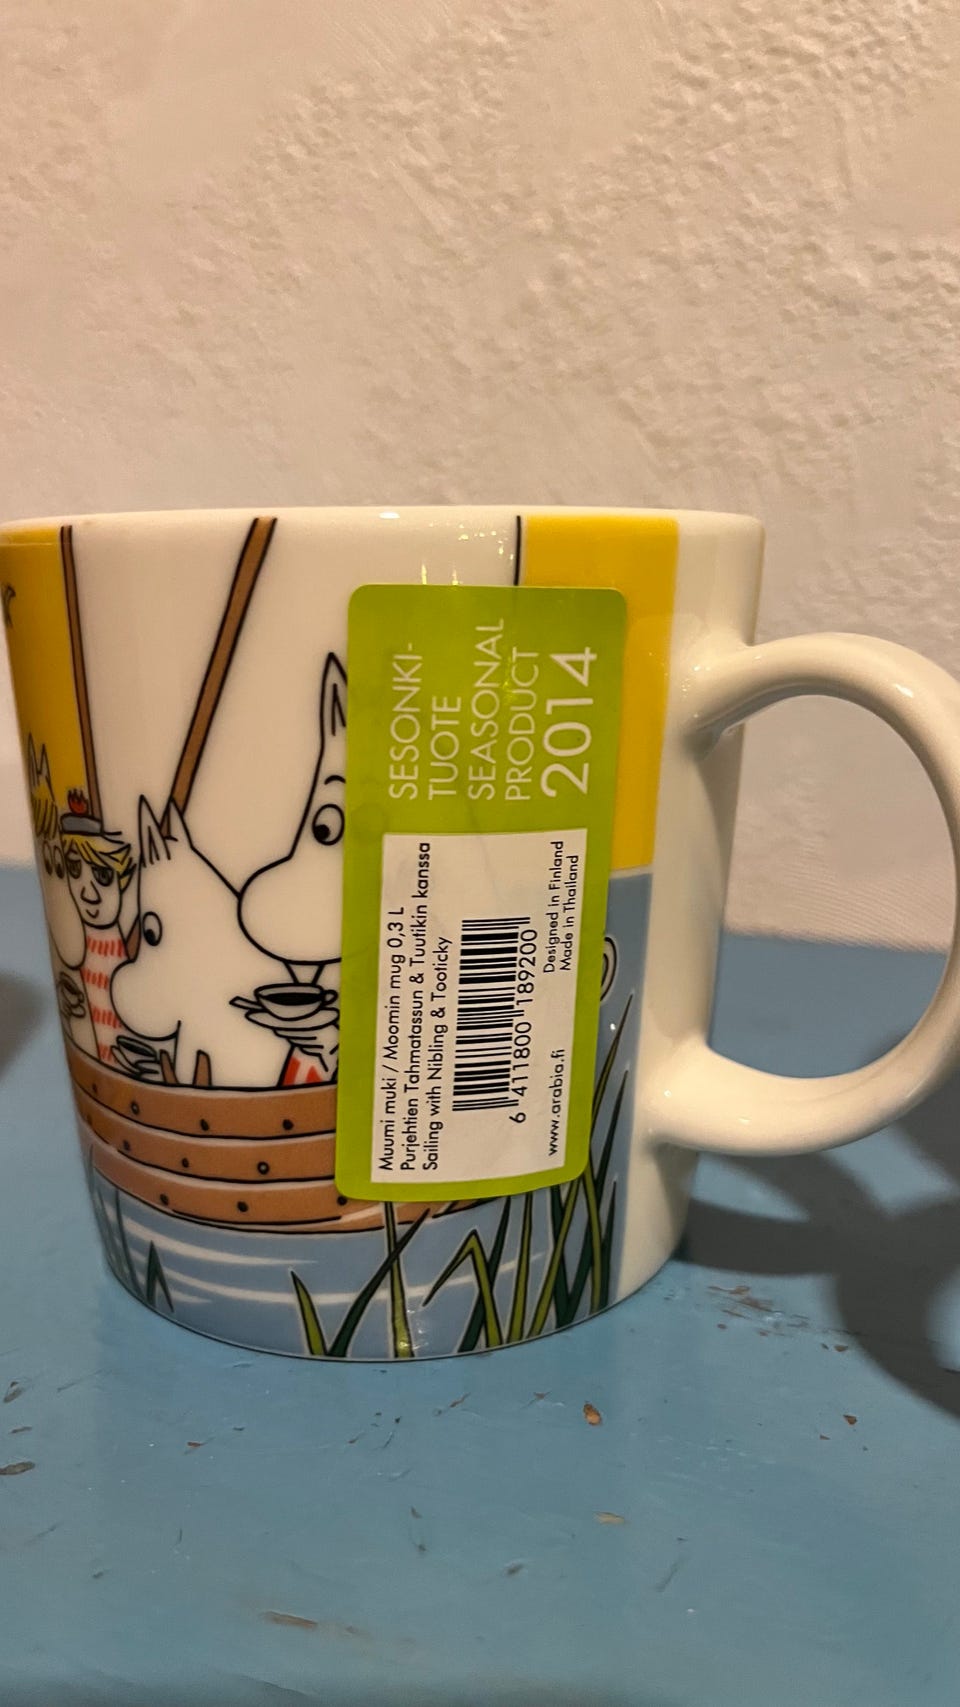 SESONKI-
TUOTE
SEASONAL
PRODUCT
2014
Muumi muki / Moomin mug 0,3 L
Purjehtien Tahmatassun & Tuutikin kanssa
Sailing with Nibling & Tooticky
6 411800 189200
Designed in Finland
Made in Thailand
www.arabia.fi